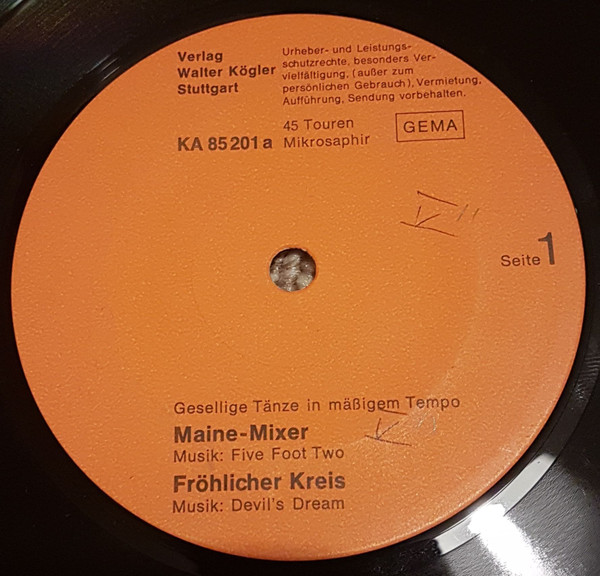 Verlag
Walter Kögler
Stuttgart
Urheber- und Leistungs-
schutzrechte, besonders Ver-
vielfältigung, (außer zum
persönlichen Gebrauch), Vermietung,
Aufführung, Sendung vorbehalten.
KA 85 201 a
45 Touren
Mikrosaphir
GEMA
Seite 1
Gesellige Tänze in mäßigem Tempo
Maine-Mixer
Musik: Five Foot Two
Fröhlicher Kreis
Musik: Devil's Dream